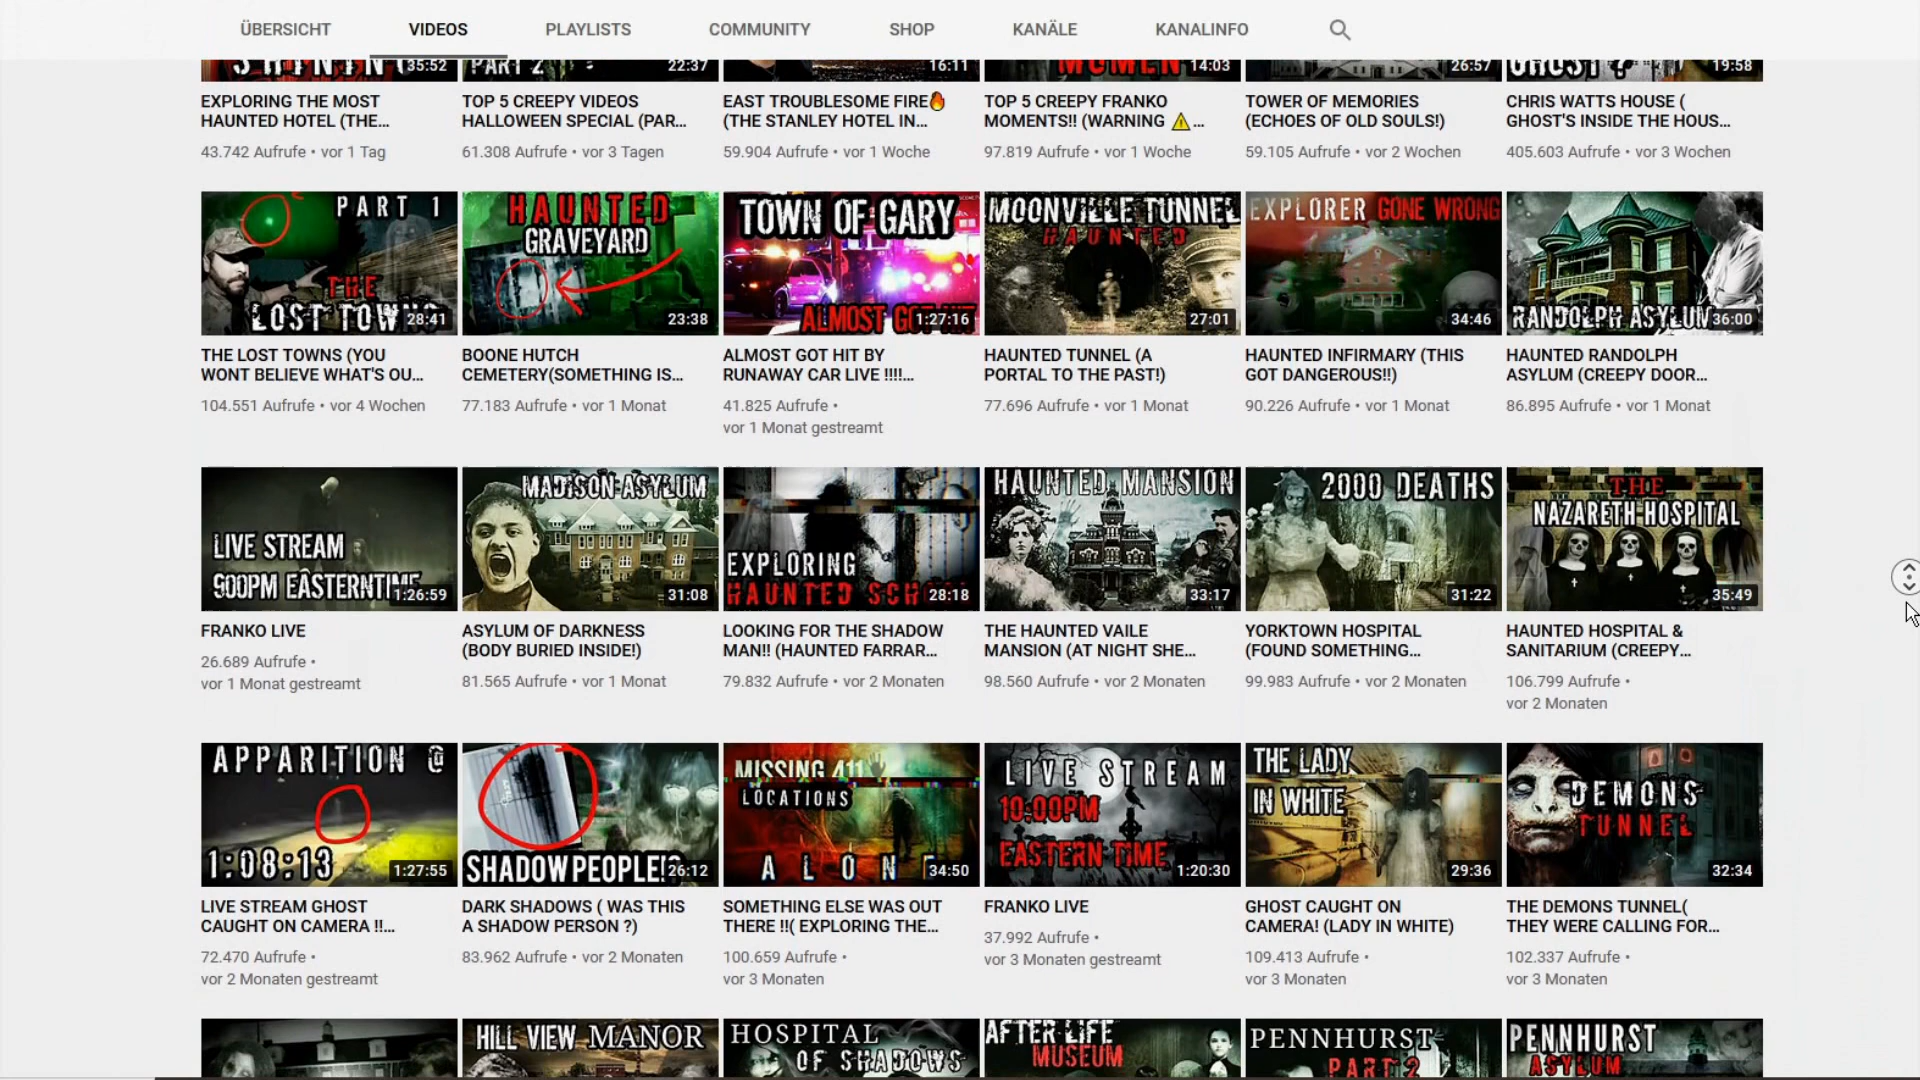 ÜBERSICHT VIDEOS PLAYLISTS COMMUNITY SHOP KANÄLE KANALINFO
35:52 PART 2 22:37 16:11 14:03 26:57 19:58
EXPLORING THE MOST
HAUNTED HOTEL (THE...
43.742 Aufrufe • vor 1 Tag
TOP 5 CREEPY VIDEOS
HALLOWEEN SPECIAL (PAR...
61.308 Aufrufe • vor 3 Tagen
EAST TROUBLESOME FIRE🔥
(THE STANLEY HOTEL IN...
59.904 Aufrufe • vor 1 Woche
TOP 5 CREEPY FRANKO
MOMENTS!! (WARNING ⚠️...
97.819 Aufrufe • vor 1 Woche
TOWER OF MEMORIES
(ECHOES OF OLD SOULS!)
59.105 Aufrufe • vor 2 Wochen
CHRIS WATTS HOUSE (
GHOST'S INSIDE THE HOUS...
405.603 Aufrufe • vor 3 Wochen
PART 1
THE
LOST TOWNS
28:41
THE LOST TOWNS (YOU
WONT BELIEVE WHAT'S OU...
104.551 Aufrufe • vor 4 Wochen
HAUNTED
GRAVEYARD
23:38
BOONE HUTCH
CEMETERY(SOMETHING IS...
77.183 Aufrufe • vor 1 Monat
TOWN OF GARY
ALMOST GOT HIT
1:27:16
ALMOST GOT HIT BY
RUNAWAY CAR LIVE !!!!...
41.825 Aufrufe •
vor 1 Monat gestreamt
MOONVILLE TUNNEL
HAUNTED
27:01
HAUNTED TUNNEL (A
PORTAL TO THE PAST!)
77.696 Aufrufe • vor 1 Monat
EXPLORER GONE WRONG
34:46
HAUNTED INFIRMARY (THIS
GOT DANGEROUS!!)
90.226 Aufrufe • vor 1 Monat
RANDOLPH ASYLUM
36:00
HAUNTED RANDOLPH
ASYLUM (CREEPY DOOR...
86.895 Aufrufe • vor 1 Monat
LIVE STREAM
900PM EASTERNTIME
1:26:59
FRANKO LIVE
26.689 Aufrufe •
vor 1 Monat gestreamt
MADISON ASYLUM
31:08
ASYLUM OF DARKNESS
(BODY BURIED INSIDE!)
81.565 Aufrufe • vor 1 Monat
EXPLORING
HAUNTED SCH
28:18
LOOKING FOR THE SHADOW
MAN!! (HAUNTED FARRAR...
79.832 Aufrufe • vor 2 Monaten
HAUNTED MANSION
33:17
THE HAUNTED VAILE
MANSION (AT NIGHT SHE...
98.560 Aufrufe • vor 2 Monaten
2000 DEATHS
31:22
YORKTOWN HOSPITAL
(FOUND SOMETHING...
99.983 Aufrufe • vor 2 Monaten
THE
NAZARETH HOSPITAL
35:49
HAUNTED HOSPITAL &
SANITARIUM (CREEPY...
106.799 Aufrufe •
vor 2 Monaten
APPARITION @
1:08:13
1:27:55
LIVE STREAM GHOST
CAUGHT ON CAMERA !!...
72.470 Aufrufe •
vor 2 Monaten gestreamt
SHADOW PEOPLE!?
26:12
DARK SHADOWS ( WAS THIS
A SHADOW PERSON ?)
83.962 Aufrufe • vor 2 Monaten
MISSING 411
LOCATIONS
ALONE
34:50
SOMETHING ELSE WAS OUT
THERE !!( EXPLORING THE...
100.659 Aufrufe •
vor 3 Monaten
LIVE STREAM
10:00PM
EASTERN TIME
1:20:30
FRANKO LIVE
37.992 Aufrufe •
vor 3 Monaten gestreamt
THE LADY
IN WHITE
29:36
GHOST CAUGHT ON
CAMERA! (LADY IN WHITE)
109.413 Aufrufe •
vor 3 Monaten
DEMONS
TUNNEL
32:34
THE DEMONS TUNNEL(
THEY WERE CALLING FOR...
102.337 Aufrufe •
vor 3 Monaten
HILL VIEW MANOR
HOSPITAL
OF SHADOWS
AFTER LIFE
MUSEUM
PENNHURST
PART 2
PENNHURST
ASYLUM